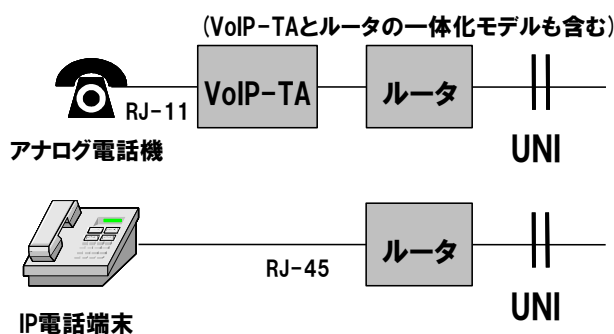 (VoIP-TAとルータの一体化モデルも含む)
VoIP-TA
ルータ
RJ-11
アナログ電話機
UNI
ルータ
RJ-45
UNI
IP電話端末